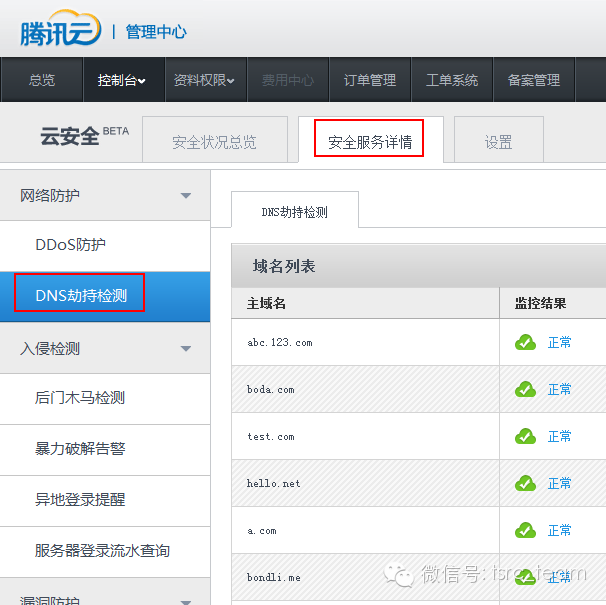 腾讯云 | 管理中心
总览 控制台 资料权限 费用中心 订单管理 工单系统 备案管理
云安全 BETA 安全状况总览 安全服务详情 设置
网络防护
DNS劫持检测
DDoS防护
域名列表
DNS劫持检测
主域名 监控结果
入侵检测
abc.123.com 正常
后门木马检测
boda.com 正常
暴力破解告警
test.com 正常
异地登录提醒
hello.net 正常
服务器登录流水查询
a.com 正常
bondli.me 正常
微信号:
漏洞防护